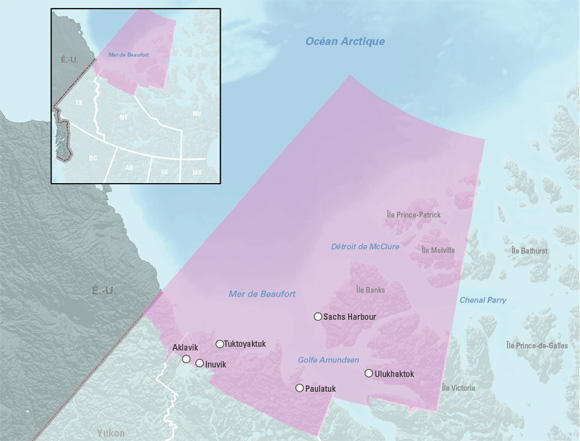 Océan Arctique
É.-U.
Mer de Beaufort
YK
NT
NU
BC
AB
SK
MB
Île Prince-Patrick
Détroit de McClure
Île Melville
Île Bathurst
É.-U.
Mer de Beaufort
Île Banks
Chenal Parry
Sachs Harbour
Aklavik
Tuktoyaktuk
Île Prince-de-Galles
Inuvik
Golfe Amundsen
Ulukhaktok
Paulatuk
Île Victoria
Yukon